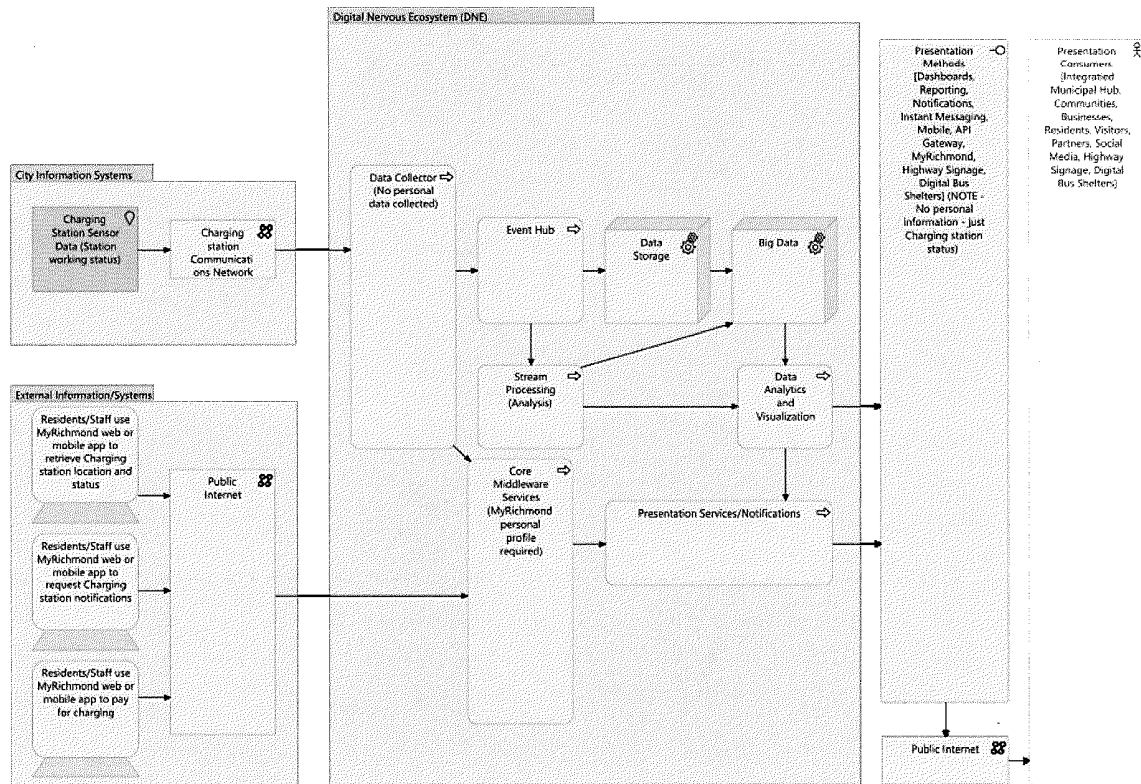 Digital Nervous Ecosystem (DNE)
City Information Systems
Charging
Station Sensor
Data (Station
working status)
Charging
station
Communicati
ons Network
External Information/Systems
Residents/Staff use
MyRichmond web or
mobile app to
retrieve Charging
station location and
status
Residents/Staff use
MyRichmond web or
mobile app to
request Charging
station notifications
Residents/Staff use
MyRichmond web or
mobile app to pay
for charging
Public
Internet
Data Collector
(No personal
data collected)
Event Hub
Data
Storage
Big Data
Stream
Processing
(Analysis)
Data
Analytics
and
Visualization
Core
Middleware
Services
(MyRichmond
personal
profile
required)
Presentation Services/Notifications
Presentation
Methods
[Dashboards,
Reporting,
Notifications,
Instant Messaging,
Mobile, API
Gateway,
MyRichmond,
Highway Signage,
Digital Bus
Shelters] (NOTE -
No personal
information - just
Charging station
status)
Public Internet
Presentation
Consumers
[Integrated
Municipal Hub,
Communities,
Businesses,
Residents, Visitors,
Partners, Social
Media, Highway
Signage, Digital
Bus Shelters]